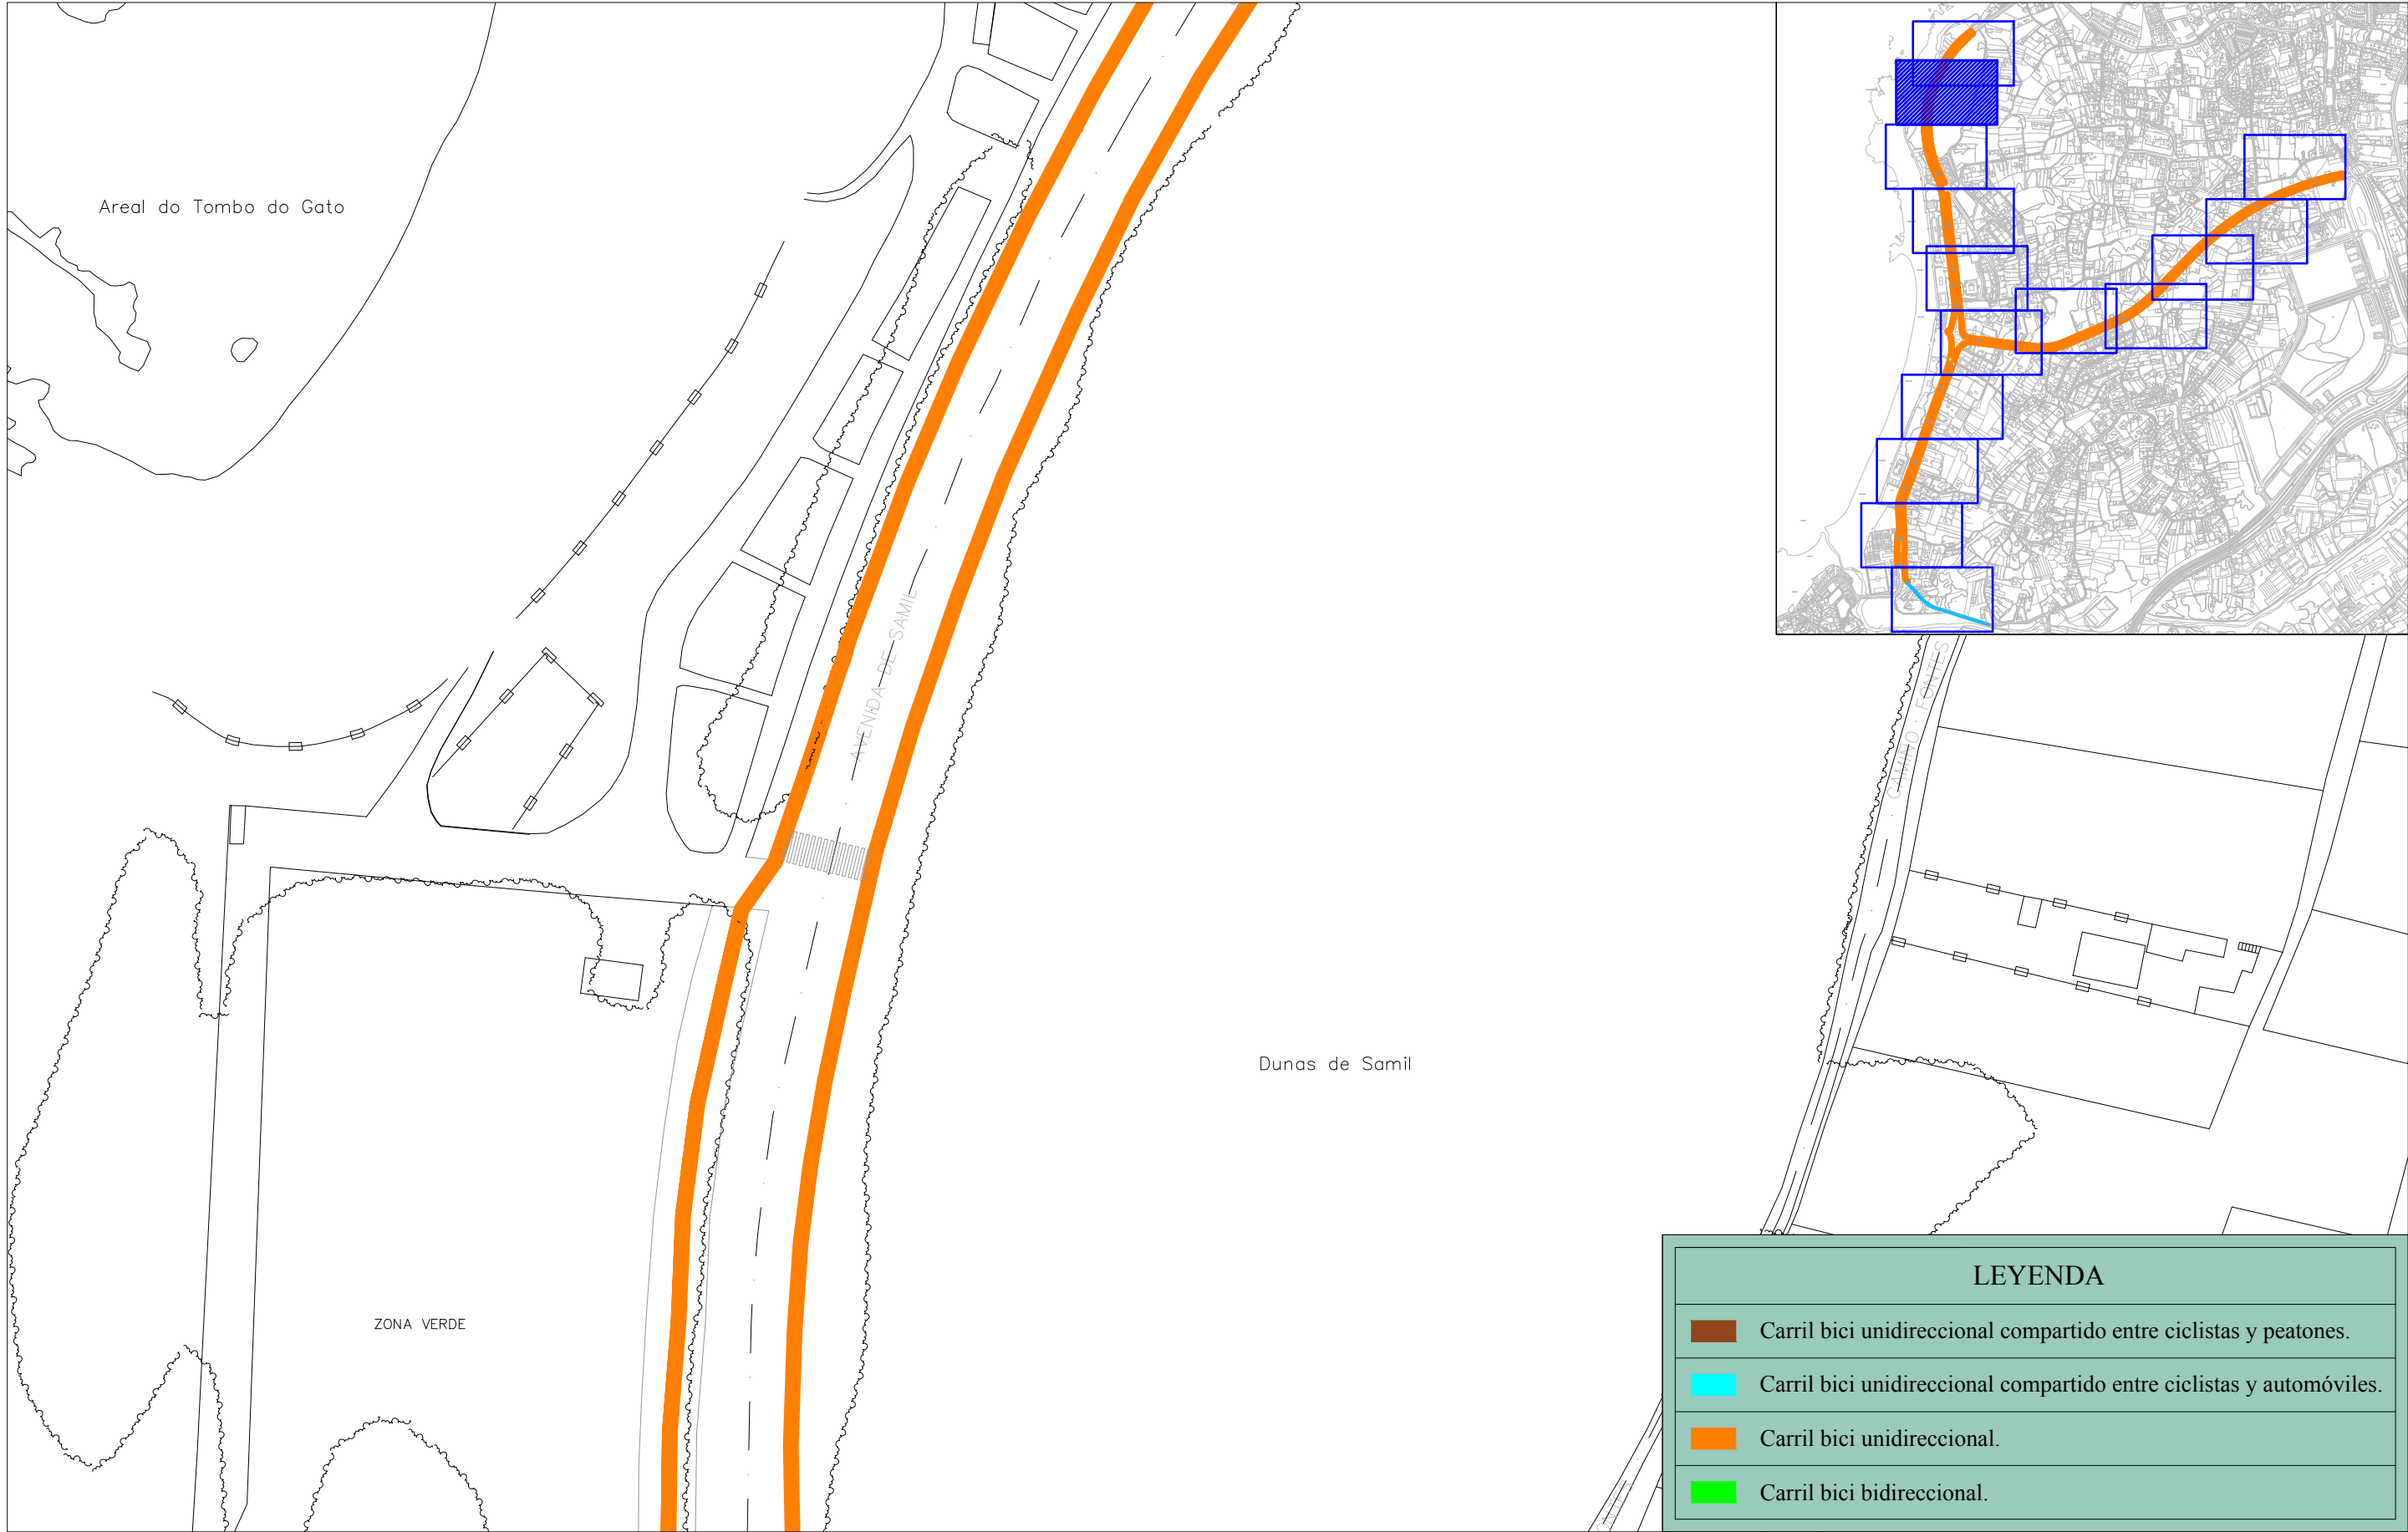 Areal do Tombo do Gato
AVENIDA DE SAMIL
CAMINO - FONTES
Dunas de Samil
ZONA VERDE
LEYENDA
Carril bici unidireccional compartido entre ciclistas y peatones.
Carril bici unidireccional compartido entre ciclistas y automóviles.
Carril bici unidireccional.
Carril bici bidireccional.